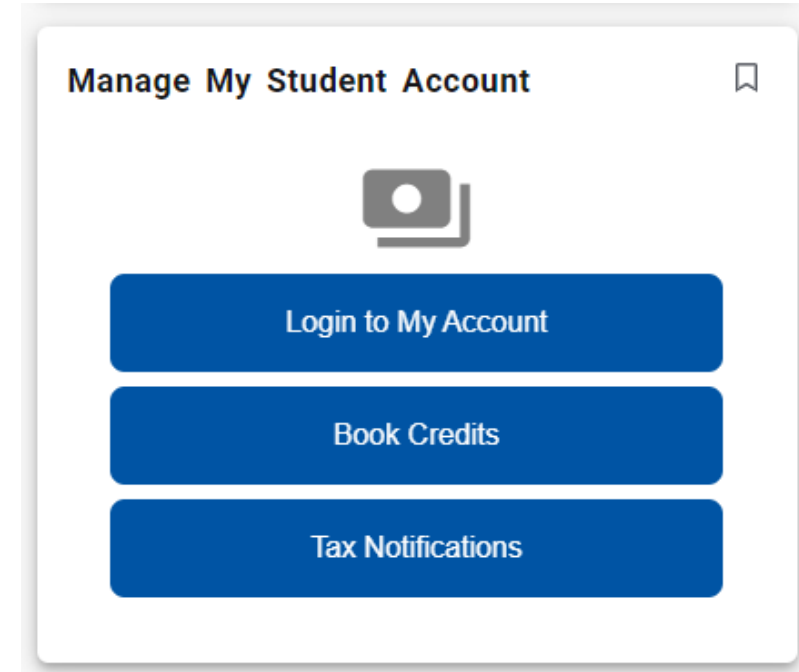 Manage My Student Account
Login to My Account
Book Credits
Tax Notifications